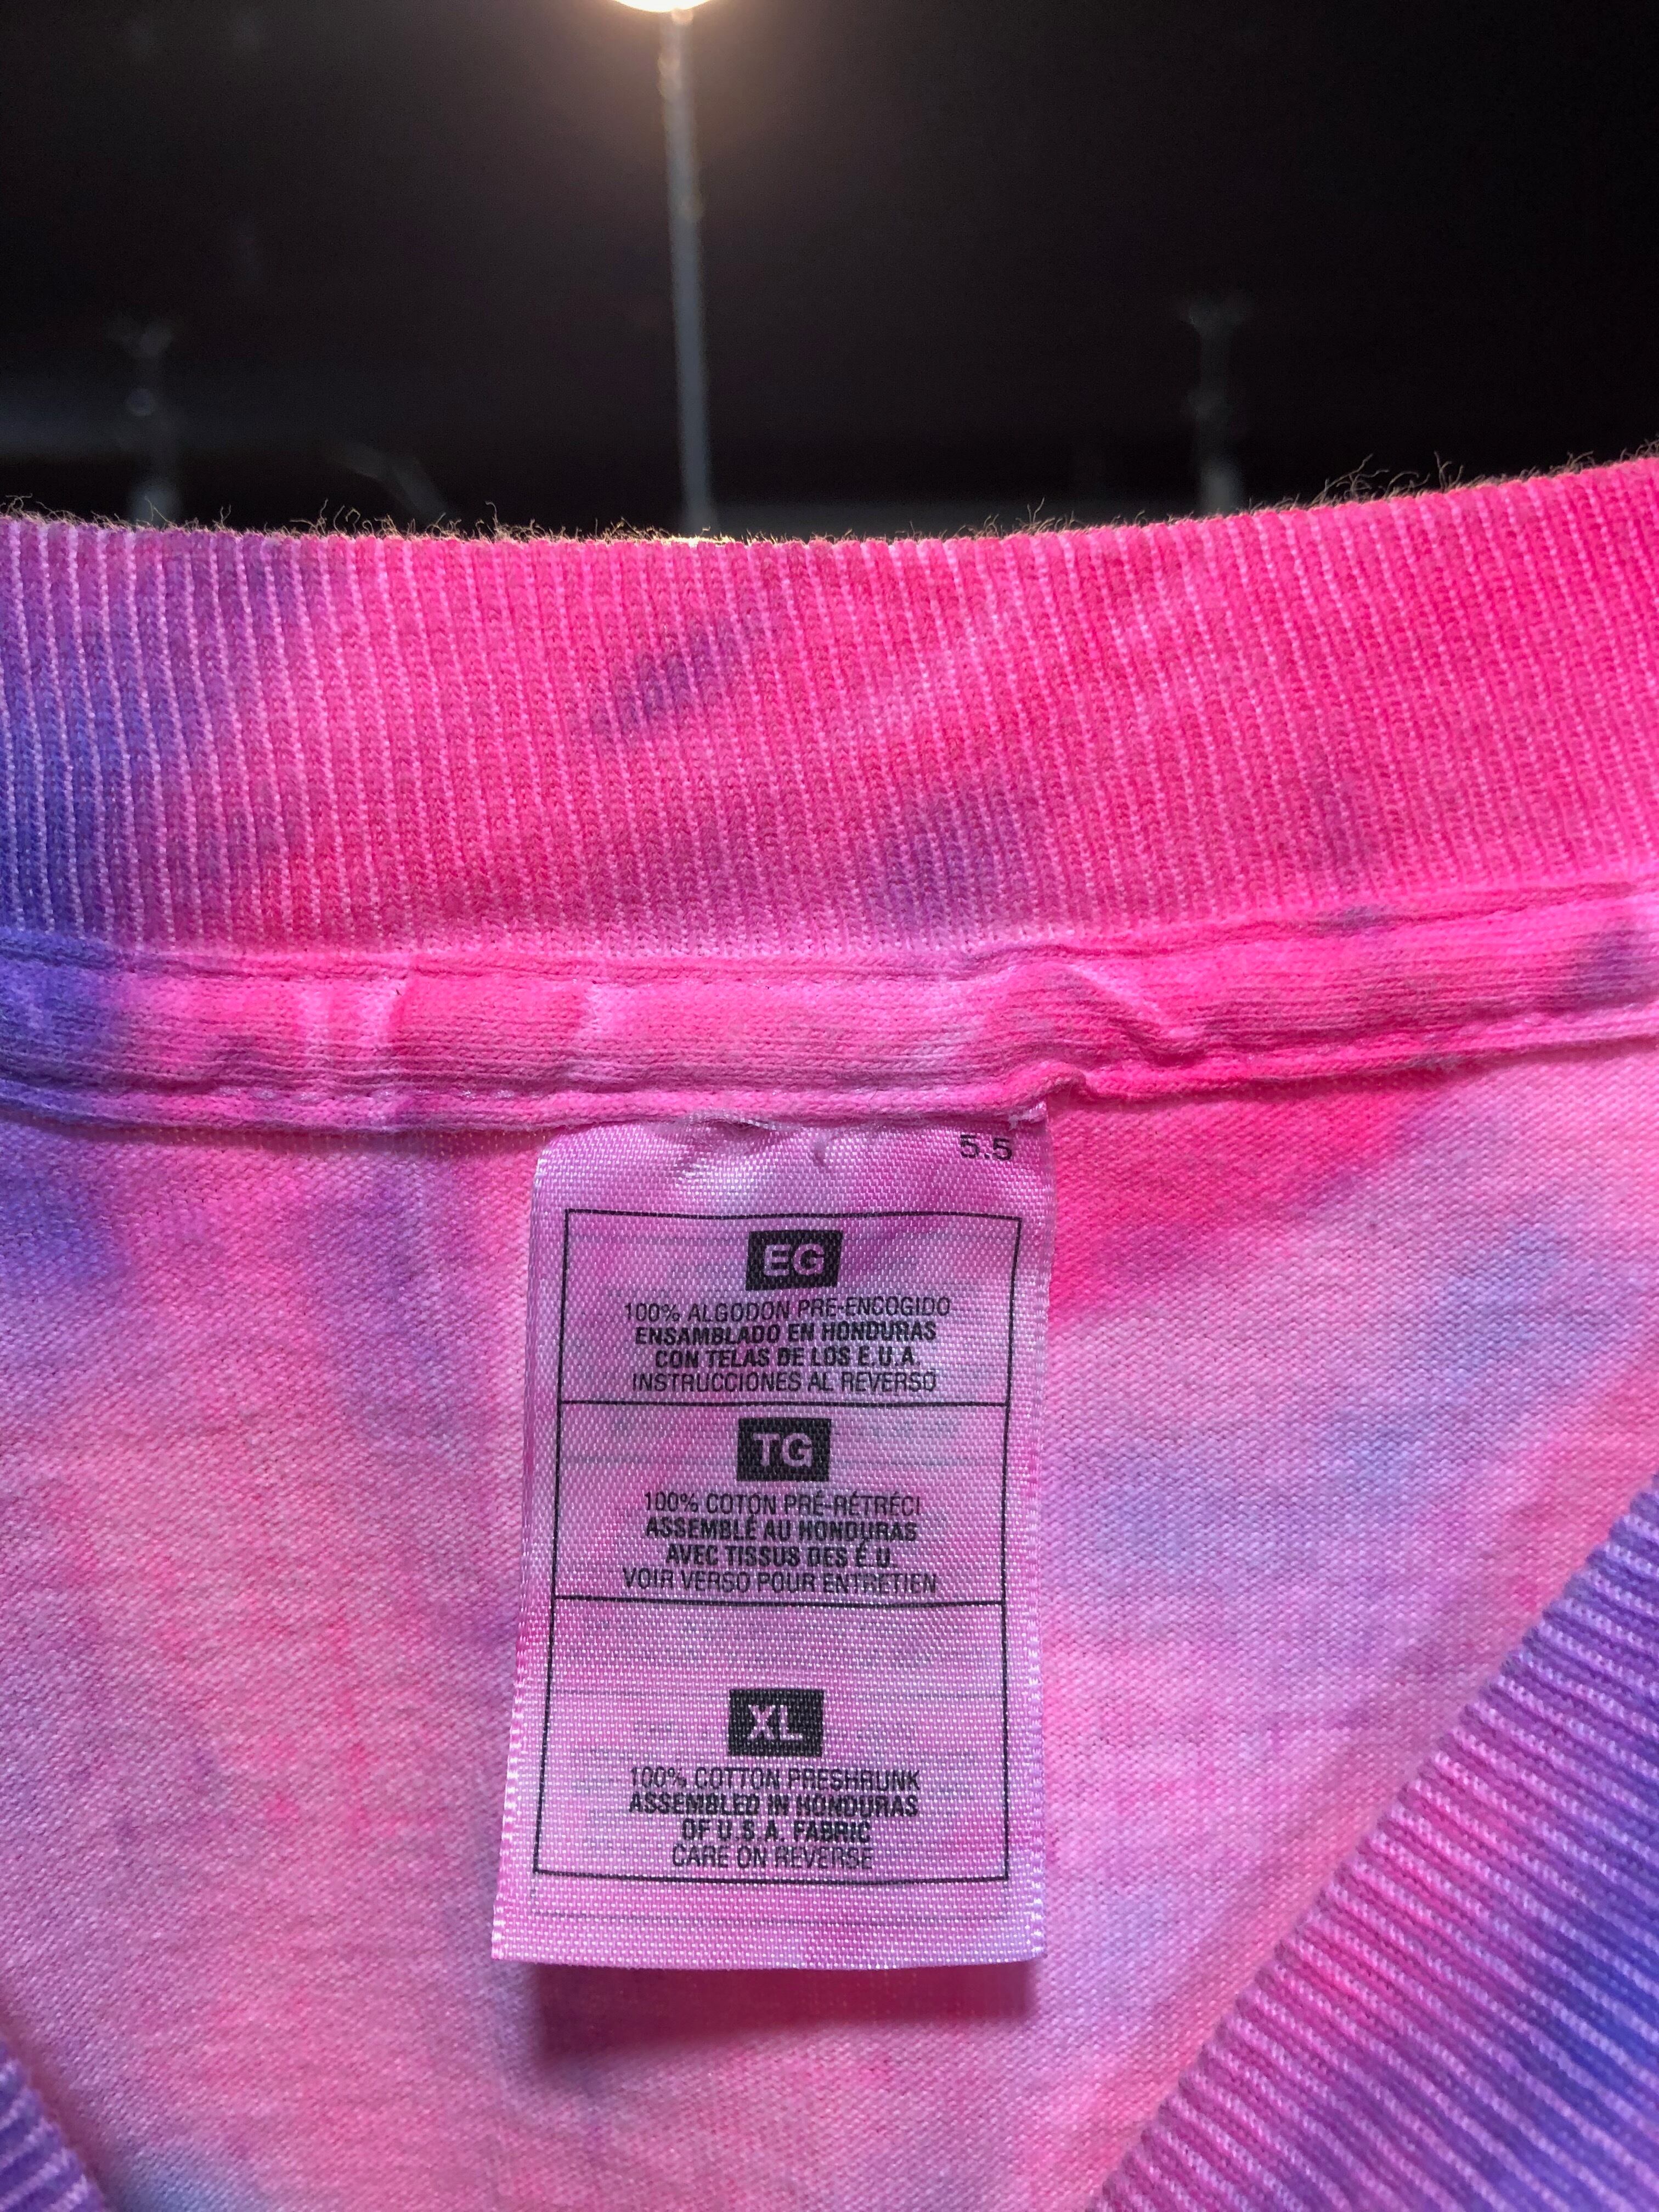 5.5
EG
100% ALGODON PRE-ENCOGIDO
ENSAMBLADO EN HONDURAS
CON TELAS DE LOS E.U.A.
INSTRUCCIONES AL REVERSO
TG
100% COTON PRÉ-RÉTRÉCI
ASSEMBLÉ AU HONDURAS
AVEC TISSUS DES É.U.
VOIR VERSO POUR ENTRETIEN
XL
100% COTTON PRESHRUNK
ASSEMBLED IN HONDURAS
OF U.S.A. FABRIC
CARE ON REVERSE